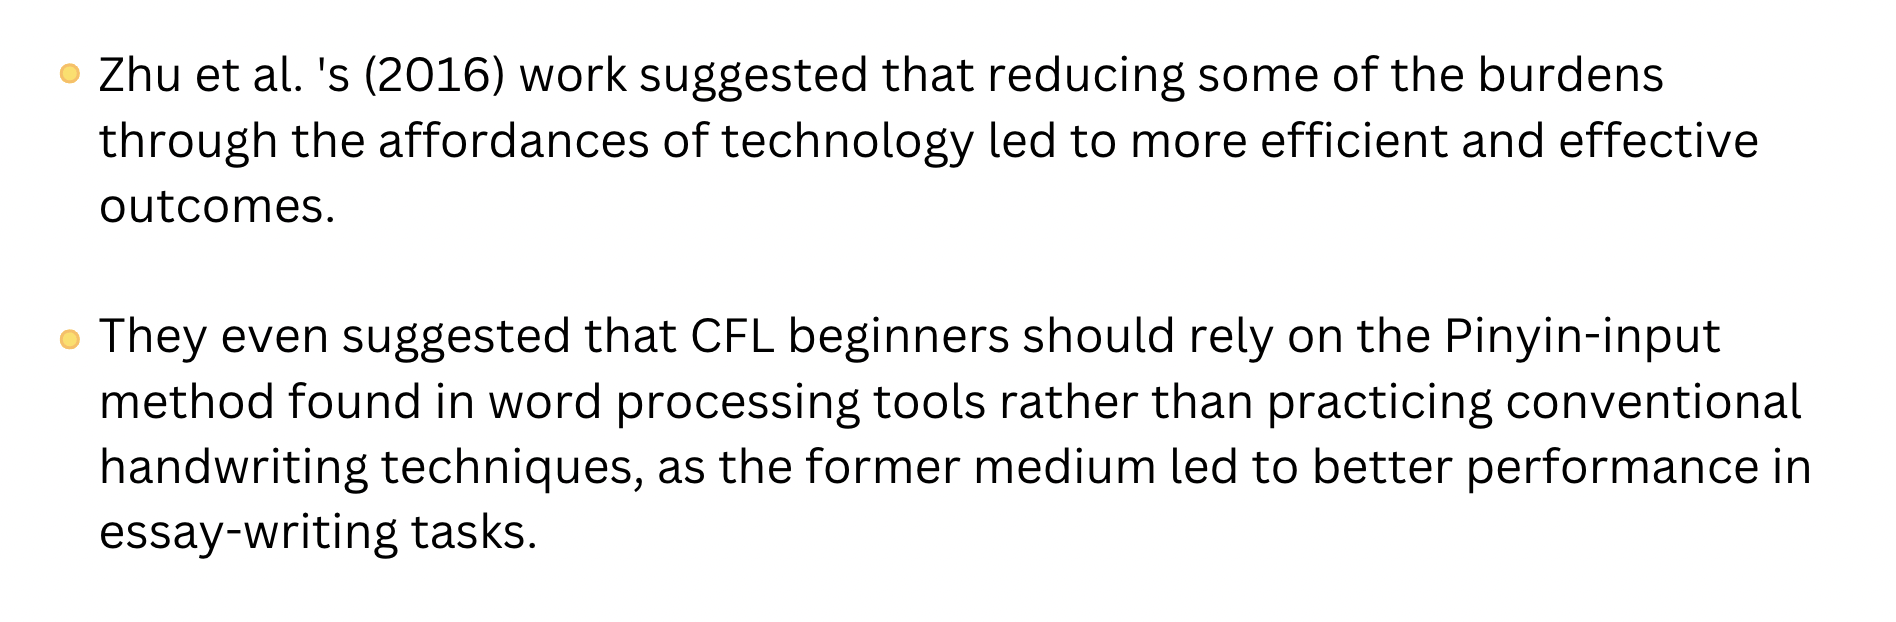 Zhu et al. 's (2016) work suggested that reducing some of the burdens
through the affordances of technology led to more efficient and effective
outcomes.
They even suggested that CFL beginners should rely on the Pinyin-input
method found in word processing tools rather than practicing conventional
handwriting techniques, as the former medium led to better performance in
essay-writing tasks.